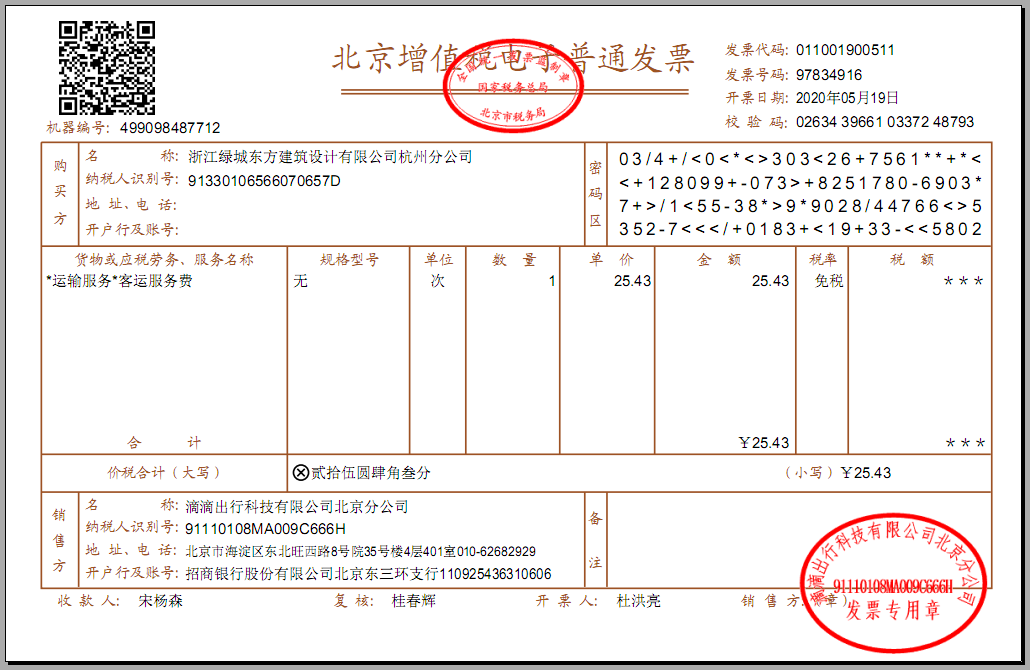 北京增值税电子普通发票
全国统一发票监制章
国家税务总局
北京市税务局
发票代码: 011001900511
发票号码: 97834916
开票日期: 2020年05月19日
校 验 码: 02634 39661 03372 48793
机器编号: 499098487712
购买方
名 称: 浙江绿城东方建筑设计有限公司杭州分公司
纳税人识别号: 91330106566070657D
地 址、电 话:
开户行及账号:
密码区
03/4+/<0<*<>303<26+7561**+*<
<+128099+-073>+8251780-6903*
7+>/1<55-38*>9*9028/44766<>5
352-7<<</+0183+<19+33-<<5802
货物或应税劳务、服务名称 规格型号 单位 数 量 单 价 金 额 税率 税 额
*运输服务*客运服务费 无 次 1 25.43 25.43 免税 ***
合 计 ￥25.43 ***
价税合计（大写） ⊗贰拾伍圆肆角叁分 （小写）￥25.43
销售方
名 称: 滴滴出行科技有限公司北京分公司
纳税人识别号: 91110108MA009C666H
地 址、电 话: 北京市海淀区东北旺西路8号院35号楼4层401室010-62682929
开户行及账号: 招商银行股份有限公司北京东三环支行110925436310606
备注
收 款 人: 宋杨森 复 核: 桂春辉 开 票 人: 杜洪亮 销 售 方:（章）
滴滴出行科技有限公司北京分公司
91110108MA009C666H
发票专用章